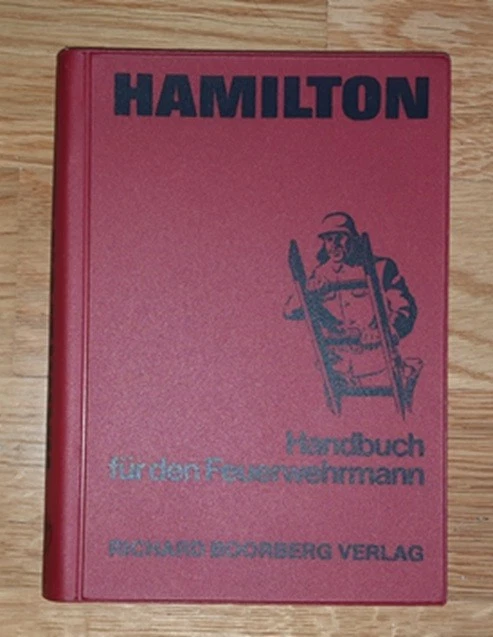 HAMILTON
Handbuch
für den Feuerwehrmann
RICHARD BOORBERG VERLAG